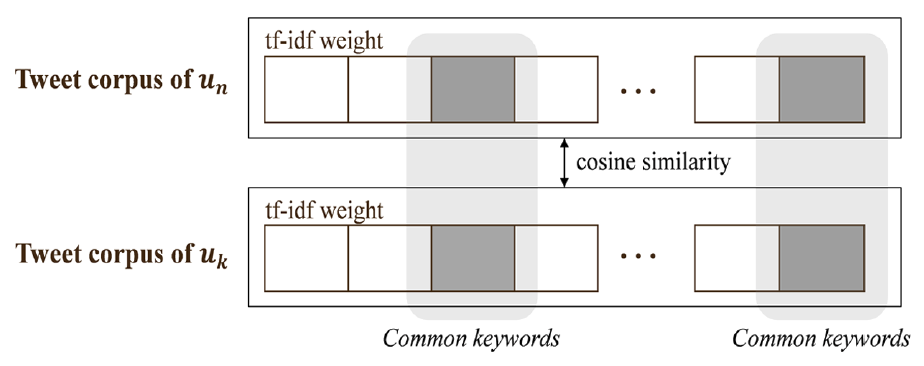 tf-idf weight
Tweet corpus of uₙ
...
cosine similarity
tf-idf weight
Tweet corpus of uₖ
...
Common keywords Common keywords